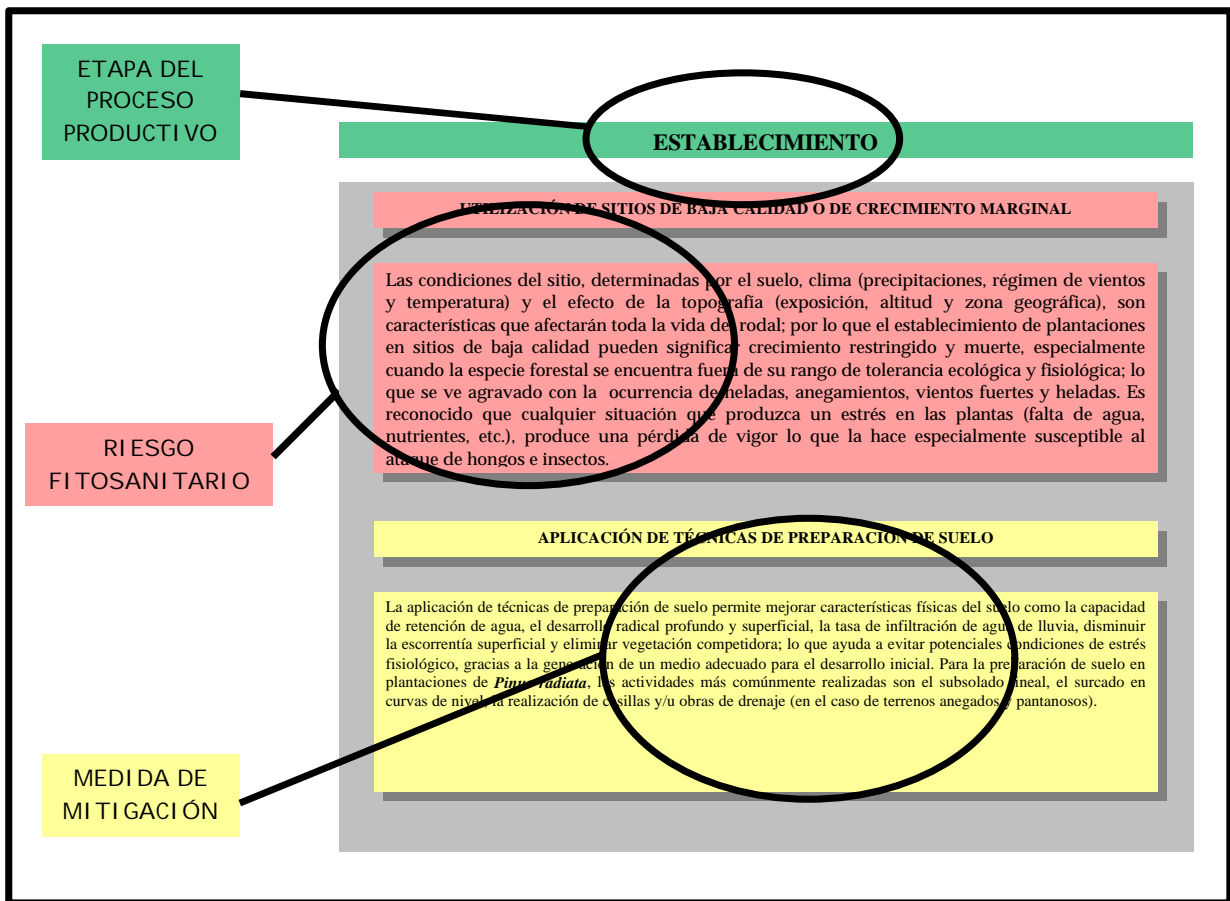 ETAPA DEL
PROCESO
PRODUCTIVO
ESTABLECIMIENTO
UTILIZACIÓN DE SITIOS DE BAJA CALIDAD O DE CRECIMIENTO MARGINAL
Las condiciones del sitio, determinadas por el suelo, clima (precipitaciones, régimen de vientos
y temperatura) y el efecto de la topografía (exposición, altitud y zona geográfica), son
características que afectarán toda la vida del rodal; por lo que el establecimiento de plantaciones
en sitios de baja calidad pueden significar crecimiento restringido y muerte, especialmente
cuando la especie forestal se encuentra fuera de su rango de tolerancia ecológica y fisiológica; lo
que se ve agravado con la ocurrencia de heladas, anegamientos, vientos fuertes y heladas. Es
reconocido que cualquier situación que produzca un estrés en las plantas (falta de agua,
nutrientes, etc.), produce una pérdida de vigor lo que la hace especialmente susceptible al
ataque de hongos e insectos.
RIESGO
FITOSANITARIO
APLICACIÓN DE TÉCNICAS DE PREPARACIÓN DE SUELO
La aplicación de técnicas de preparación de suelo permite mejorar características físicas del suelo como la capacidad
de retención de agua, el desarrollo radical profundo y superficial, la tasa de infiltración de agua de lluvia, disminuir
la escorrentía superficial y eliminar vegetación competidora; lo que ayuda a evitar potenciales condiciones de estrés
fisiológico, gracias a la generación de un medio adecuado para el desarrollo inicial. Para la preparación de suelo en
plantaciones de Pinus radiata, las actividades más comúnmente realizadas son el subsolado lineal, el surcado en
curvas de nivel, la realización de casillas y/u obras de drenaje (en el caso de terrenos anegados y pantanosos).
MEDIDA DE
MITIGACIÓN